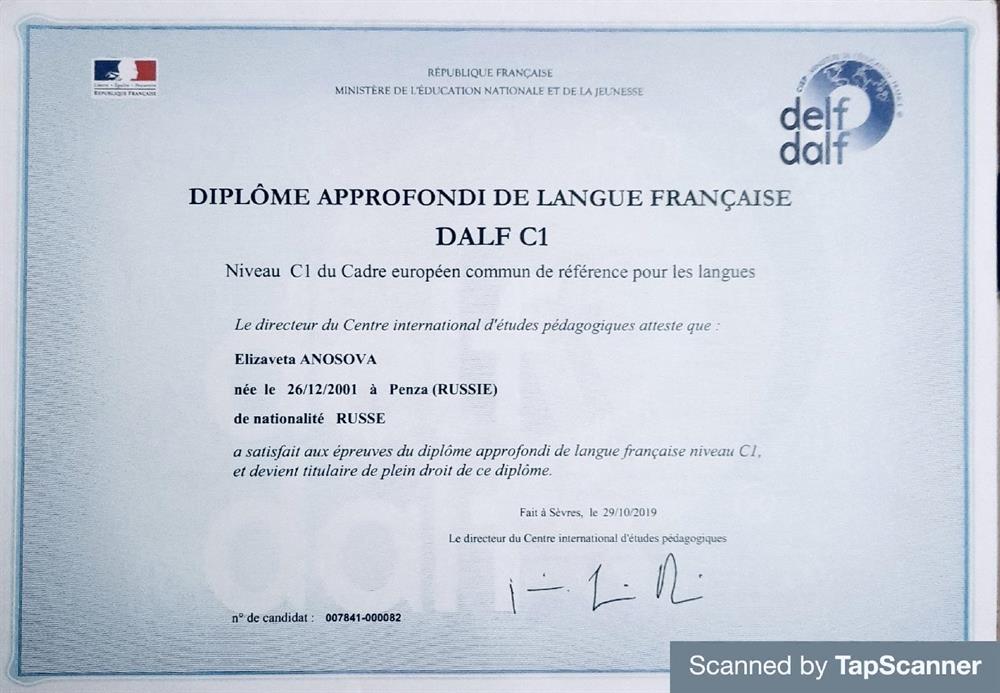 RÉPUBLIQUE FRANÇAISE
RÉPUBLIQUE FRANÇAISE
MINISTÈRE DE L'ÉDUCATION NATIONALE ET DE LA JEUNESSE
delf
dalf
DIPLÔME APPROFONDI DE LANGUE FRANÇAISE
DALF C1
Niveau C1 du Cadre européen commun de référence pour les langues
Le directeur du Centre international d'études pédagogiques atteste que :
Elizaveta ANOSOVA
née le 26/12/2001 à Penza (RUSSIE)
de nationalité RUSSE
a satisfait aux épreuves du diplôme approfondi de langue française niveau C1,
et devient titulaire de plein droit de ce diplôme.
Fait à Sèvres, le 29/10/2019
Le directeur du Centre international d'études pédagogiques
n° de candidat : 007841-000082
Scanned by TapScanner